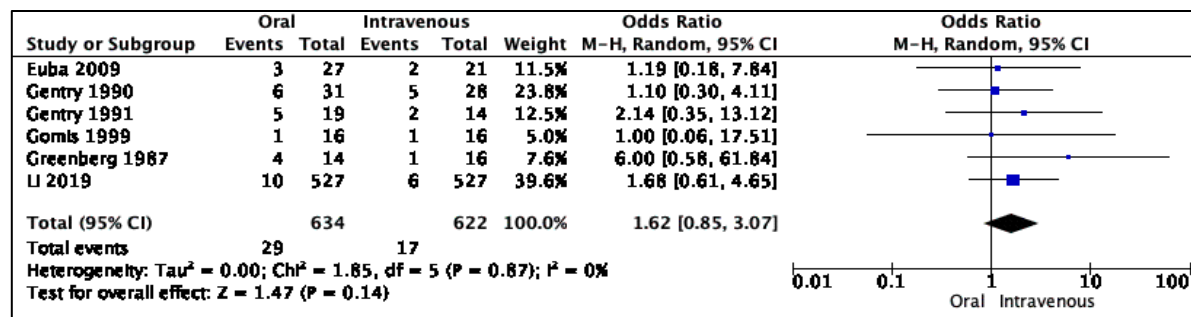 Oral Intravenous Odds Ratio Odds Ratio
Study or Subgroup Events Total Events Total Weight M-H, Random, 95% CI M-H, Random, 95% CI
Euba 2009 3 27 2 21 11.5% 1.19 [0.18, 7.84]
Gentry 1990 6 31 5 28 23.8% 1.10 [0.30, 4.11]
Gentry 1991 5 19 2 14 12.5% 2.14 [0.35, 13.12]
Gomis 1999 1 16 1 16 5.0% 1.00 [0.06, 17.51]
Greenberg 1987 4 14 1 16 7.6% 6.00 [0.58, 61.84]
LI 2019 10 527 6 527 39.6% 1.68 [0.61, 4.65]
Total (95% CI) 634 622 100.0% 1.62 [0.85, 3.07]
Total events 29 17
Heterogeneity: Tau² = 0.00; Chi² = 1.85, df = 5 (P = 0.87); I² = 0%
Test for overall effect: Z = 1.47 (P = 0.14)
0.01 0.1 1 10 100
Oral Intravenous